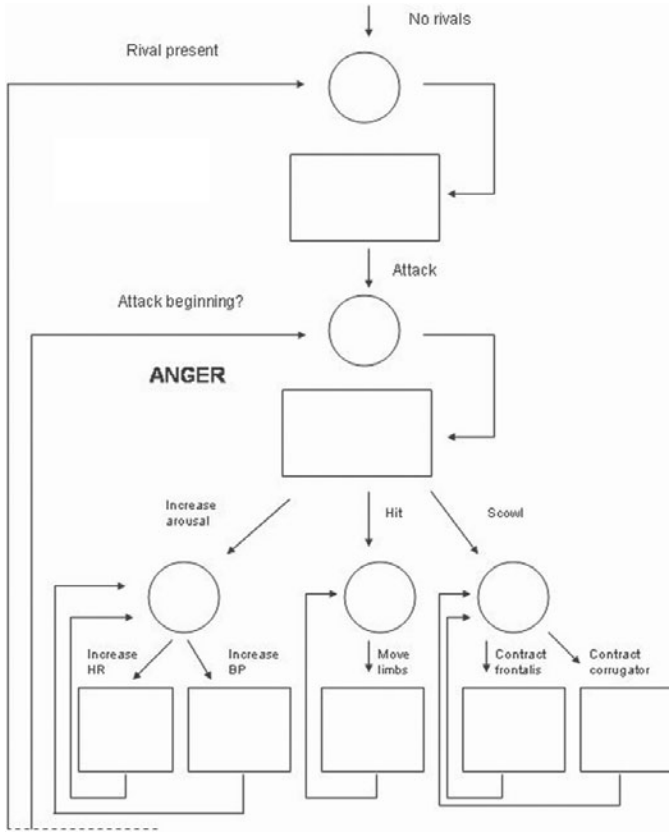 No rivals
Rival present
Attack
Attack beginning?
ANGER
Increase
arousal
Hit
Scowl
Increase
HR
Increase
BP
Move
limbs
Contract
frontalis
Contract
corrugator